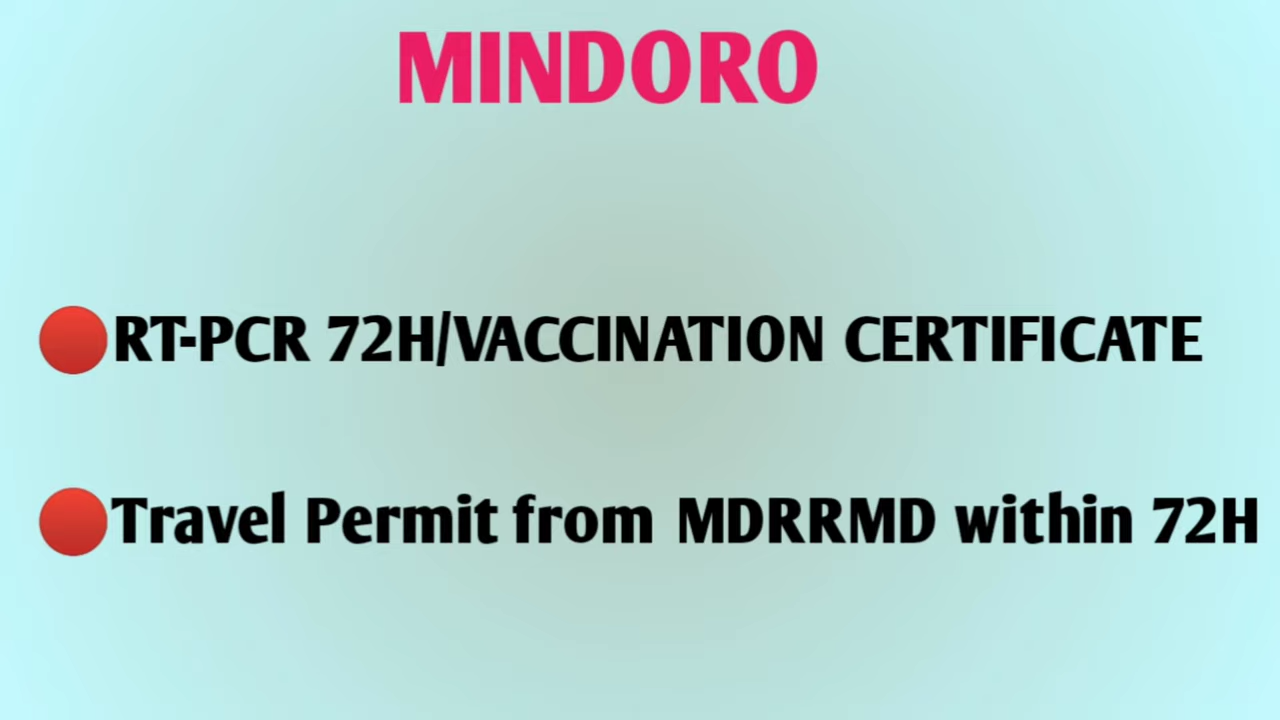 MINDORO
RT-PCR 72H/VACCINATION CERTIFICATE
Travel Permit from MDRRMD within 72H